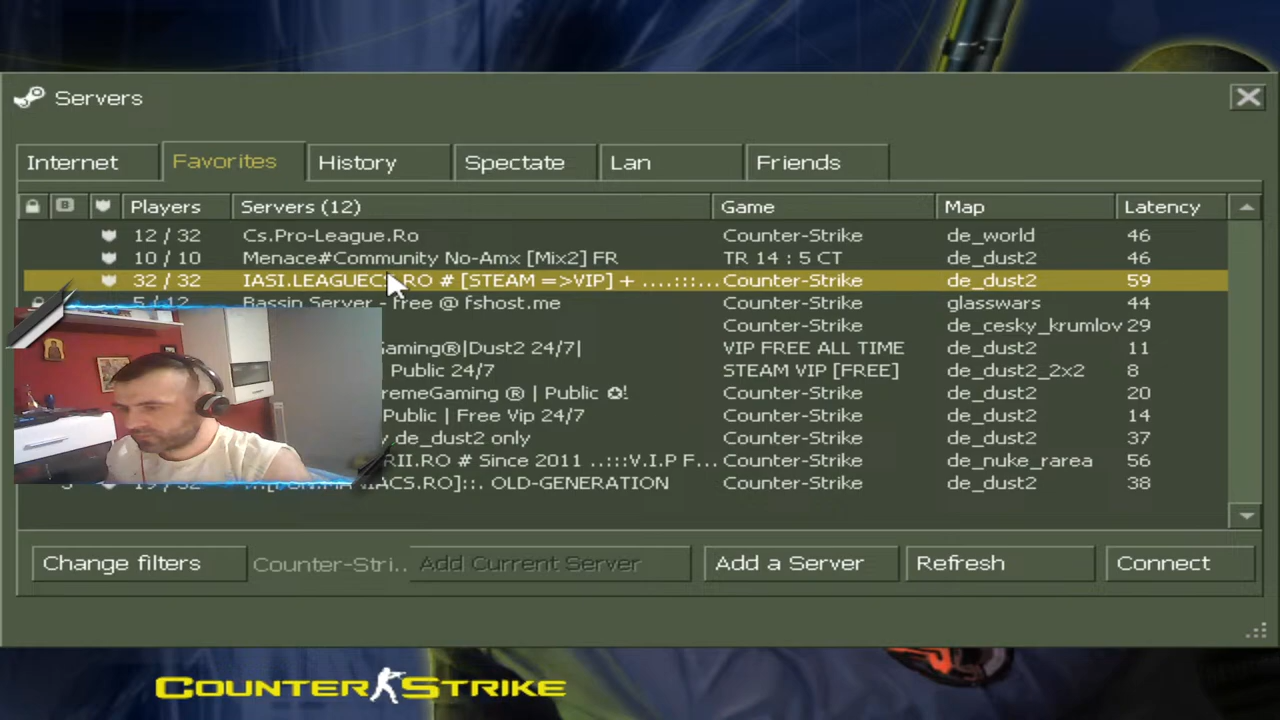 Servers
Internet Favorites History Spectate Lan Friends
Players Servers (12) Game Map Latency
12 / 32 Cs.Pro-League.Ro Counter-Strike de_world 46
10 / 10 Menace#Community No-Amx [Mix2] FR TR 14 : 5 CT de_dust2 46
32 / 32 IASI.LEAGUECS.RO # [STEAM =>VIP] + ....:::... Counter-Strike de_dust2 59
5 / 12 Bassin Server - free @ fshost.me Counter-Strike glasswars 44
Counter-Strike de_cesky_krumlov 29
Gaming®|Dust2 24/7| VIP FREE ALL TIME de_dust2 11
Public 24/7 STEAM VIP [FREE] de_dust2_2x2 8
remeGaming ® | Public ✪! Counter-Strike de_dust2 20
Public | Free Vip 24/7 Counter-Strike de_dust2 14
de_dust2 only Counter-Strike de_dust2 37
RII.RO # Since 2011 ..:::V.I.P F... Counter-Strike de_nuke_rarea 56
OLD-GENERATION Counter-Strike de_dust2 38
Change filters Counter-Stri.. Add Current Server Add a Server Refresh Connect
COUNTER STRIKE